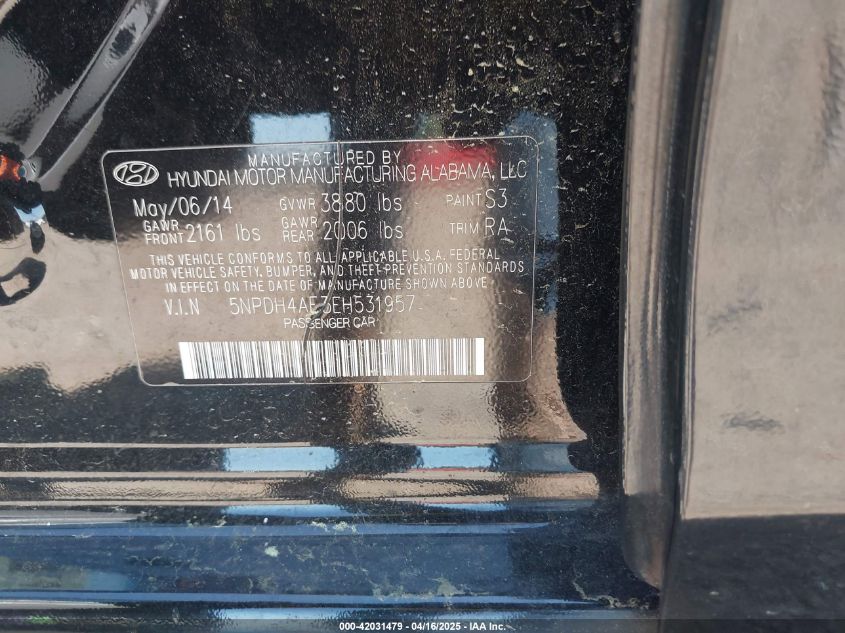 MANUFACTURED BY
HYUNDAI MOTOR MANUFACTURING ALABAMA, LLC
May/06/14 GVWR 3880 lbs PAINT S3
GAWR FRONT 2161 lbs GAWR REAR 2006 lbs TRIM RA
THIS VEHICLE CONFORMS TO ALL APPLICABLE U.S.A. FEDERAL
MOTOR VEHICLE SAFETY, BUMPER, AND THEFT PREVENTION STANDARDS
IN EFFECT ON THE DATE OF MANUFACTURE SHOWN ABOVE
V.I.N 5NPDH4AE3EH531957
PASSENGER CAR
000-42031479 - 04/16/2025 - IAA Inc.